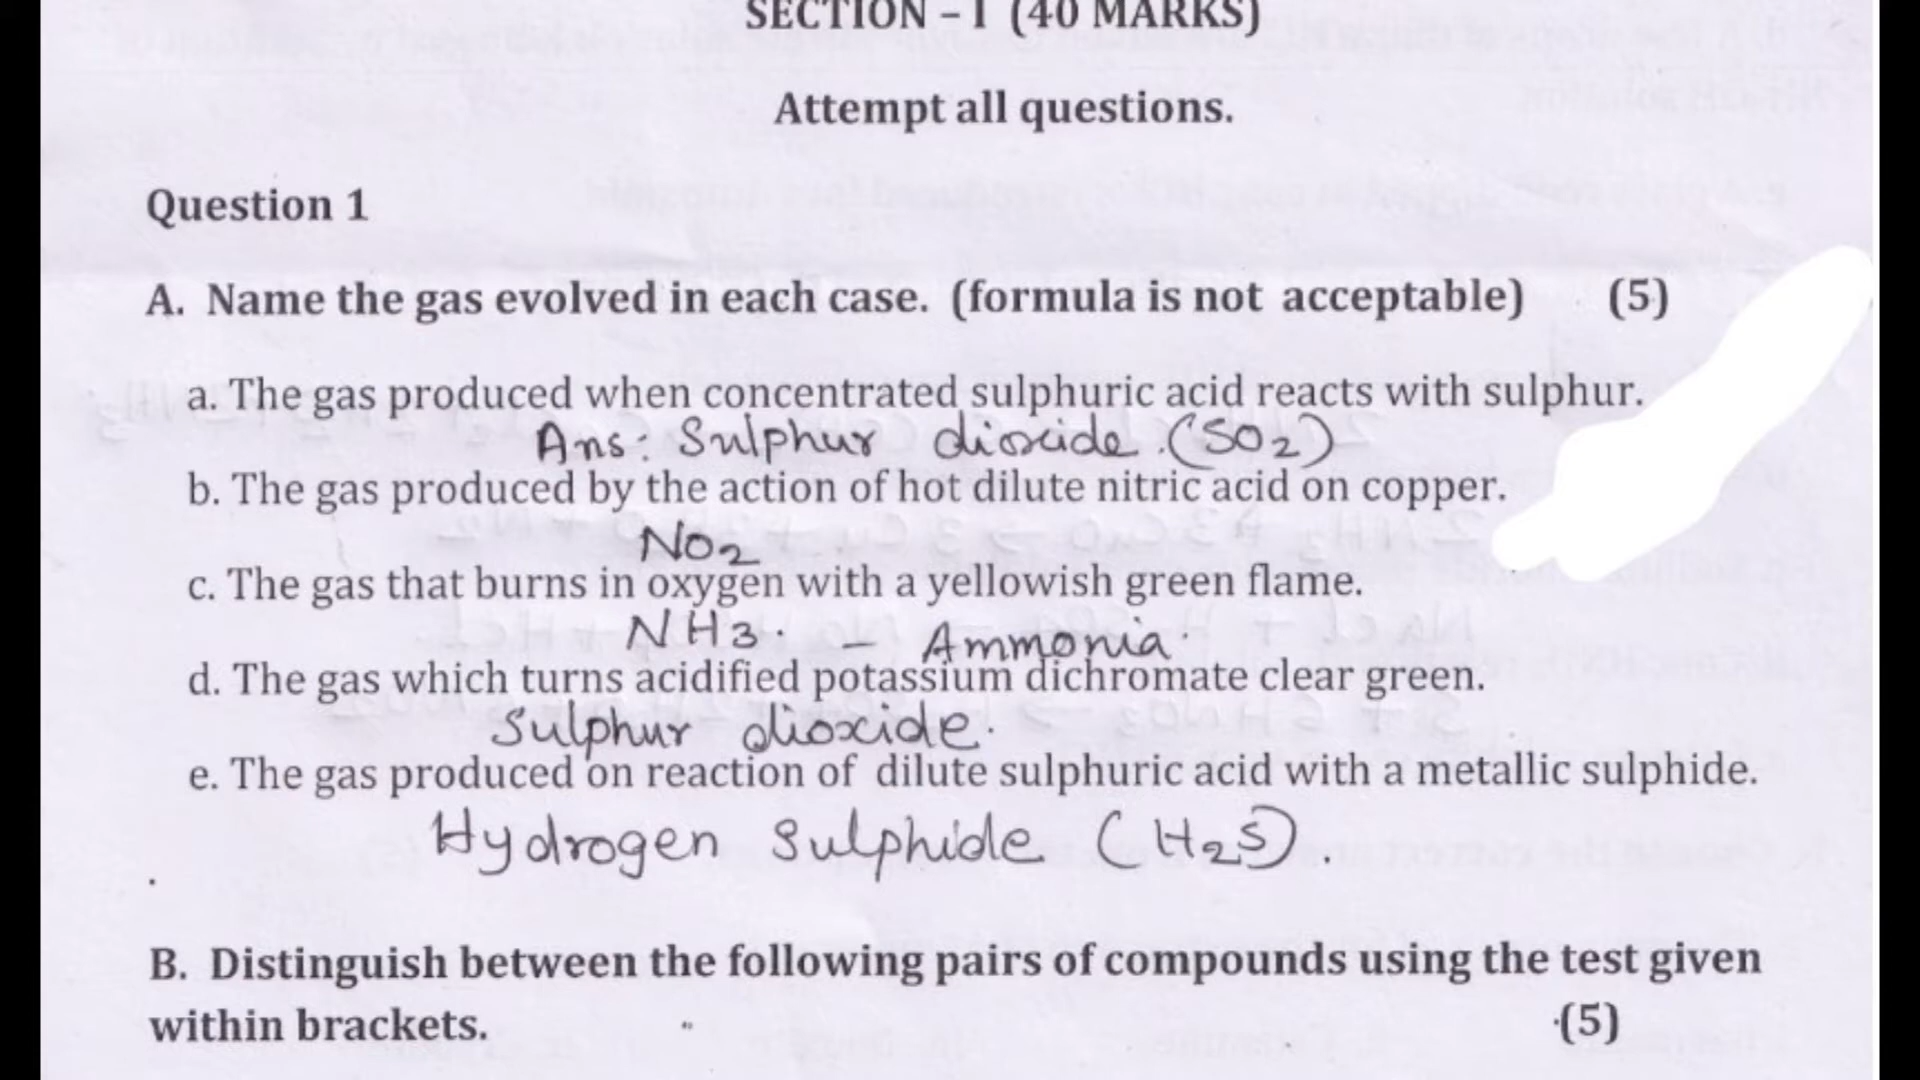 SECTION - I (40 MARKS)
Attempt all questions.
Question 1
A. Name the gas evolved in each case. (formula is not acceptable) (5)
a. The gas produced when concentrated sulphuric acid reacts with sulphur.
Ans: Sulphur dioxide. (SO2)
b. The gas produced by the action of hot dilute nitric acid on copper.
NO2
c. The gas that burns in oxygen with a yellowish green flame.
NH3. - Ammonia.
d. The gas which turns acidified potassium dichromate clear green.
Sulphur dioxide.
e. The gas produced on reaction of dilute sulphuric acid with a metallic sulphide.
Hydrogen Sulphide (H2S).
B. Distinguish between the following pairs of compounds using the test given
within brackets. (5)